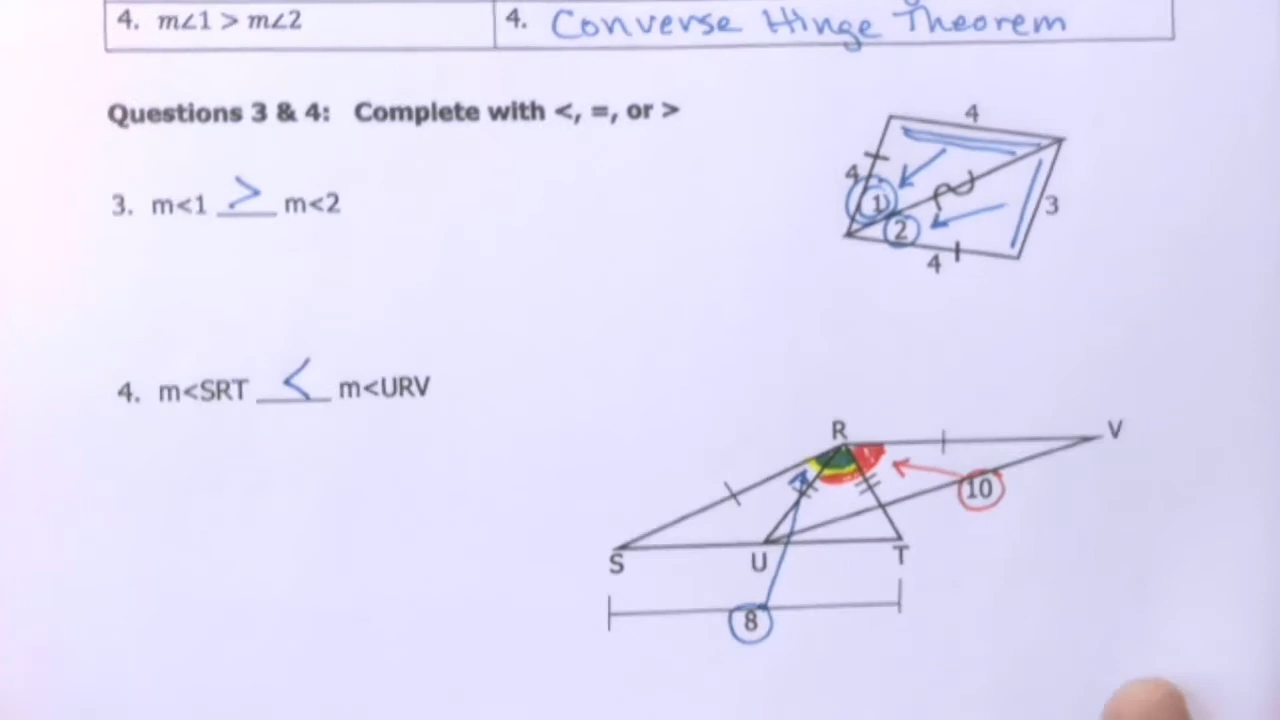 4. m∠1 > m∠2
4. Converse Hinge Theorem
Questions 3 & 4: Complete with <, =, or >
4
4
1
2
3
4
3. m<1 > m<2
4. m<SRT < m<URV
R
V
10
S
U
T
8